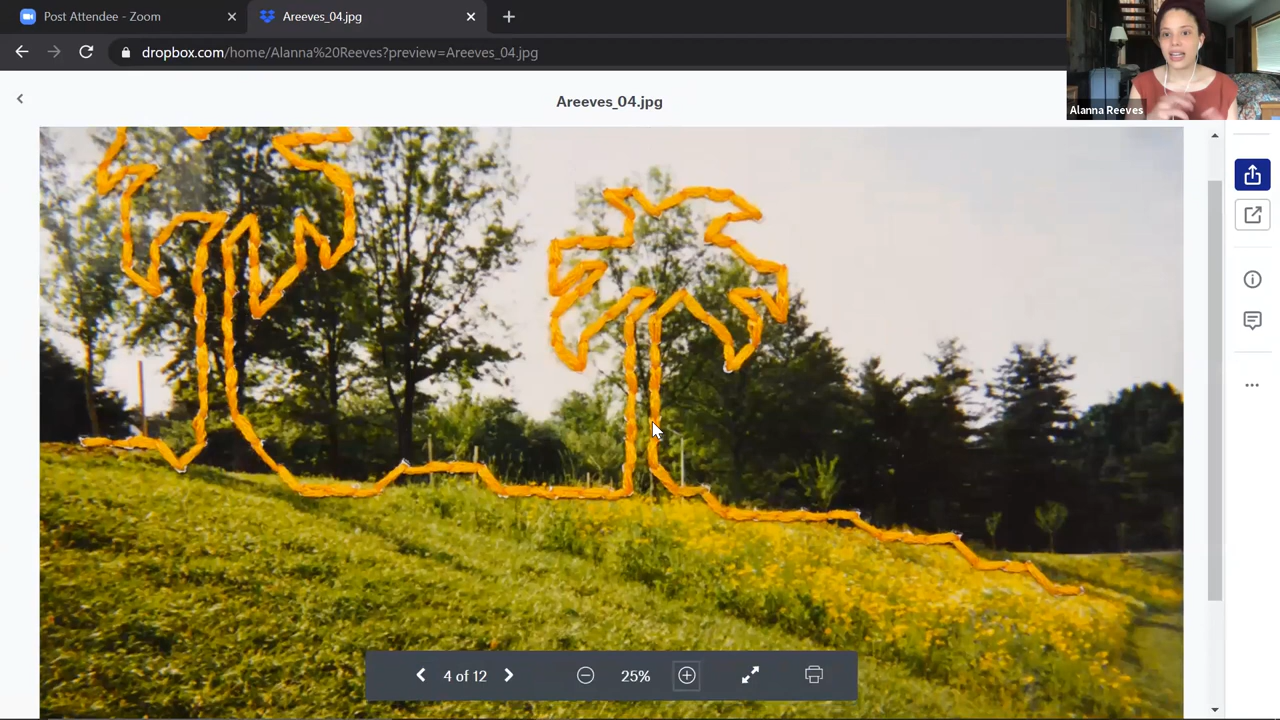 Post Attendee - Zoom
Areeves_04.jpg
dropbox.com/home/Alanna%20Reeves?preview=Areeves_04.jpg
Alanna Reeves
Areeves_04.jpg
4 of 12
25%